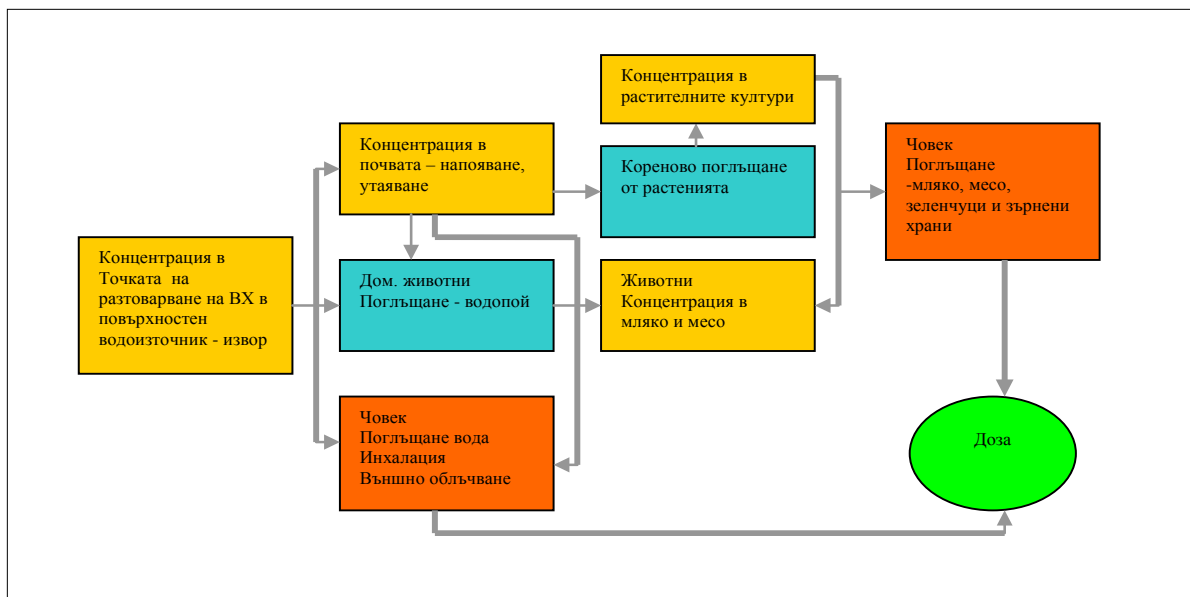 Концентрация в
Точката на
разтоварване на ВХ в
повърхностен
водоизточник - извор
Концентрация в
почвата – напояване,
утаяване
Дом. животни
Поглъщане - водопой
Човек
Поглъщане вода
Инхалация
Външно облъчване
Концентрация в
растителните култури
Кореново поглъщане
от растенията
Животни
Концентрация в
мляко и месо
Човек
Поглъщане
-мляко, месо,
зеленчуци и зърнени
храни
Доза